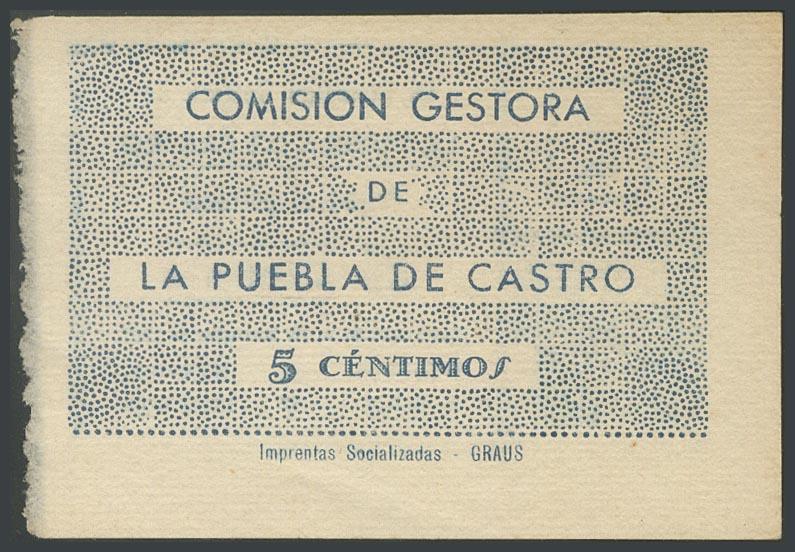 COMISION GESTORA
DE
LA PUEBLA DE CASTRO
5 CÉNTIMOS
Imprentas Socializadas - GRAUS